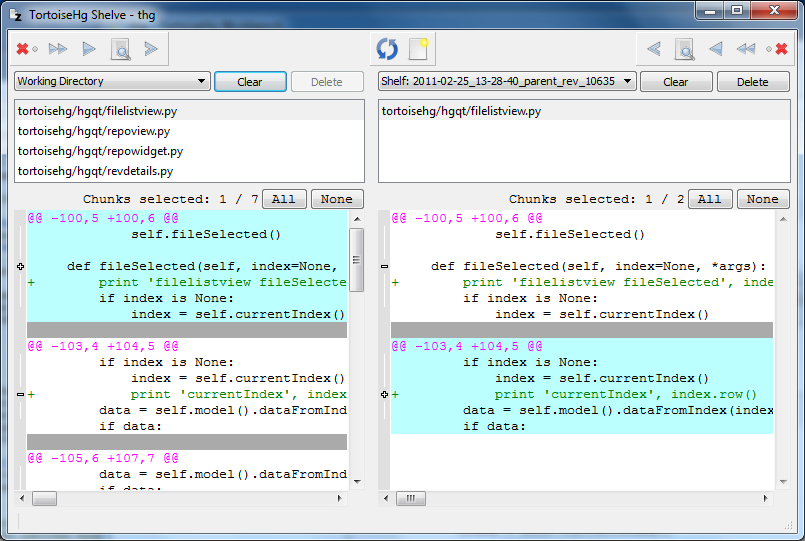 TortoiseHg Shelve - thg
Working Directory
Clear
Delete
Shelf: 2011-02-25_13-28-40_parent_rev_10635
Clear
Delete
tortoisehg/hgqt/filelistview.py
tortoisehg/hgqt/repoview.py
tortoisehg/hgqt/repowidget.py
tortoisehg/hgqt/revdetails.py
tortoisehg/hgqt/filelistview.py
Chunks selected: 1 / 7
All
None
Chunks selected: 1 / 2
All
None
@@ -100,5 +100,6 @@
self.fileSelected()
def fileSelected(self, index=None,
+ print 'filelistview fileSelecte
if index is None:
index = self.currentIndex()
@@ -103,4 +104,5 @@
if index is None:
index = self.currentIndex()
+ print 'currentIndex', index
data = self.model().dataFromInd
if data:
@@ -105,6 +107,7 @@
data = self.model().dataFromInd
if data:
@@ -100,5 +100,6 @@
self.fileSelected()
def fileSelected(self, index=None, *args):
+ print 'filelistview fileSelected', inde
if index is None:
index = self.currentIndex()
@@ -103,4 +104,5 @@
if index is None:
index = self.currentIndex()
+ print 'currentIndex', index.row()
data = self.model().dataFromIndex(index
if data: